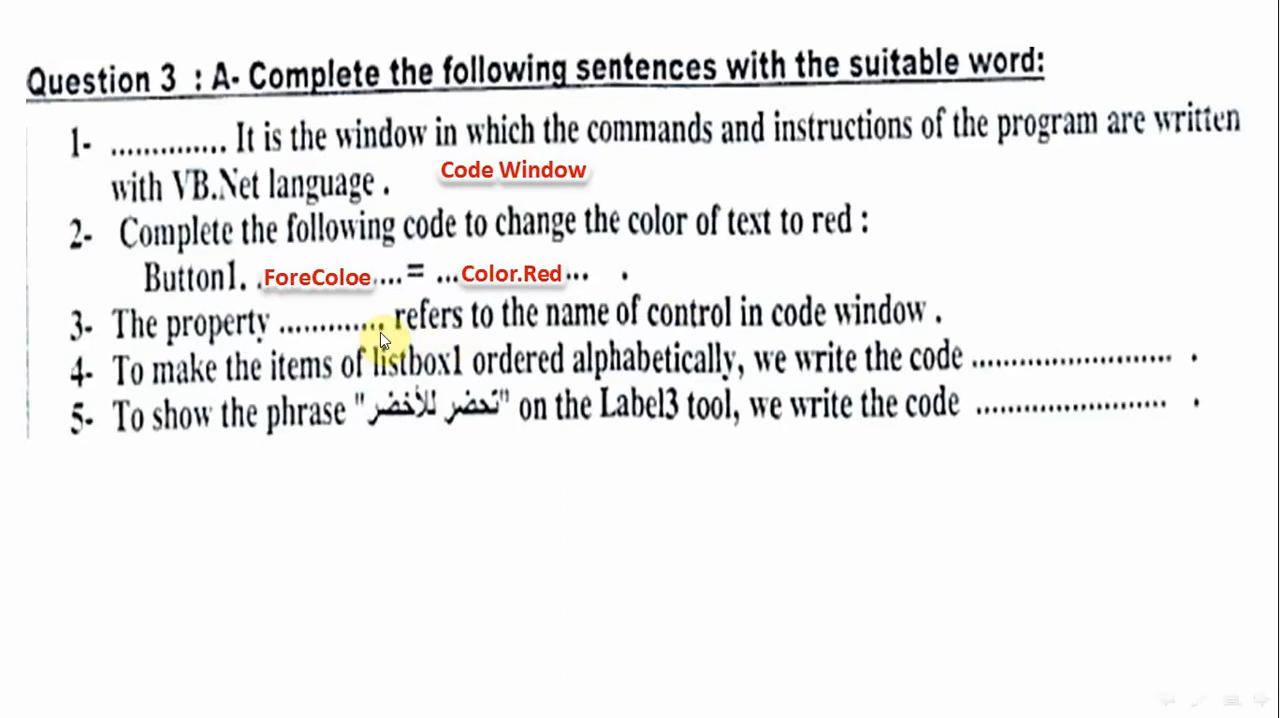 Question 3 : A- Complete the following sentences with the suitable word:
1- .............. It is the window in which the commands and instructions of the program are written
with VB.Net language .
Code Window
2- Complete the following code to change the color of text to red :
Button1. .ForeColoe....= ...Color.Red... .
3- The property ............. refers to the name of control in code window .
4- To make the items of listbox1 ordered alphabetically, we write the code ......................... .
5- To show the phrase "تحضر للأخضر" on the Label3 tool, we write the code ........................ .